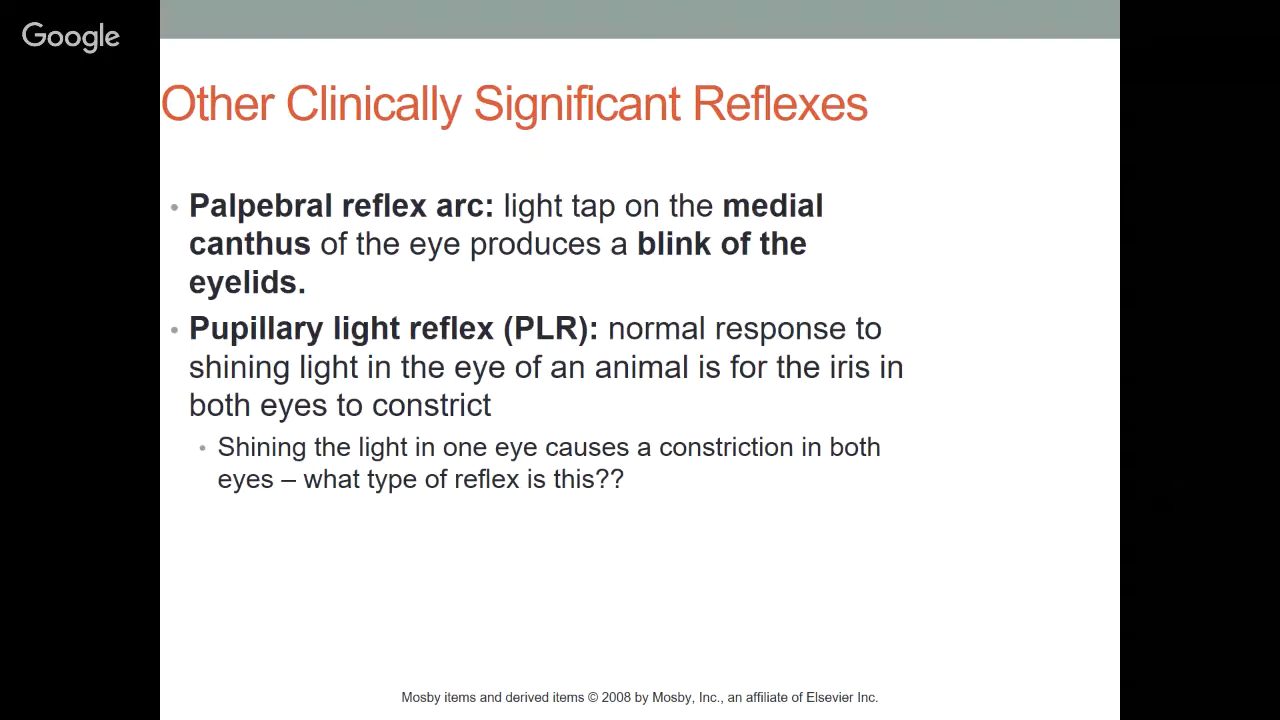 Google
Other Clinically Significant Reflexes
• Palpebral reflex arc: light tap on the medial
canthus of the eye produces a blink of the
eyelids.
• Pupillary light reflex (PLR): normal response to
shining light in the eye of an animal is for the iris in
both eyes to constrict
• Shining the light in one eye causes a constriction in both
eyes – what type of reflex is this??
Mosby items and derived items © 2008 by Mosby, Inc., an affiliate of Elsevier Inc.